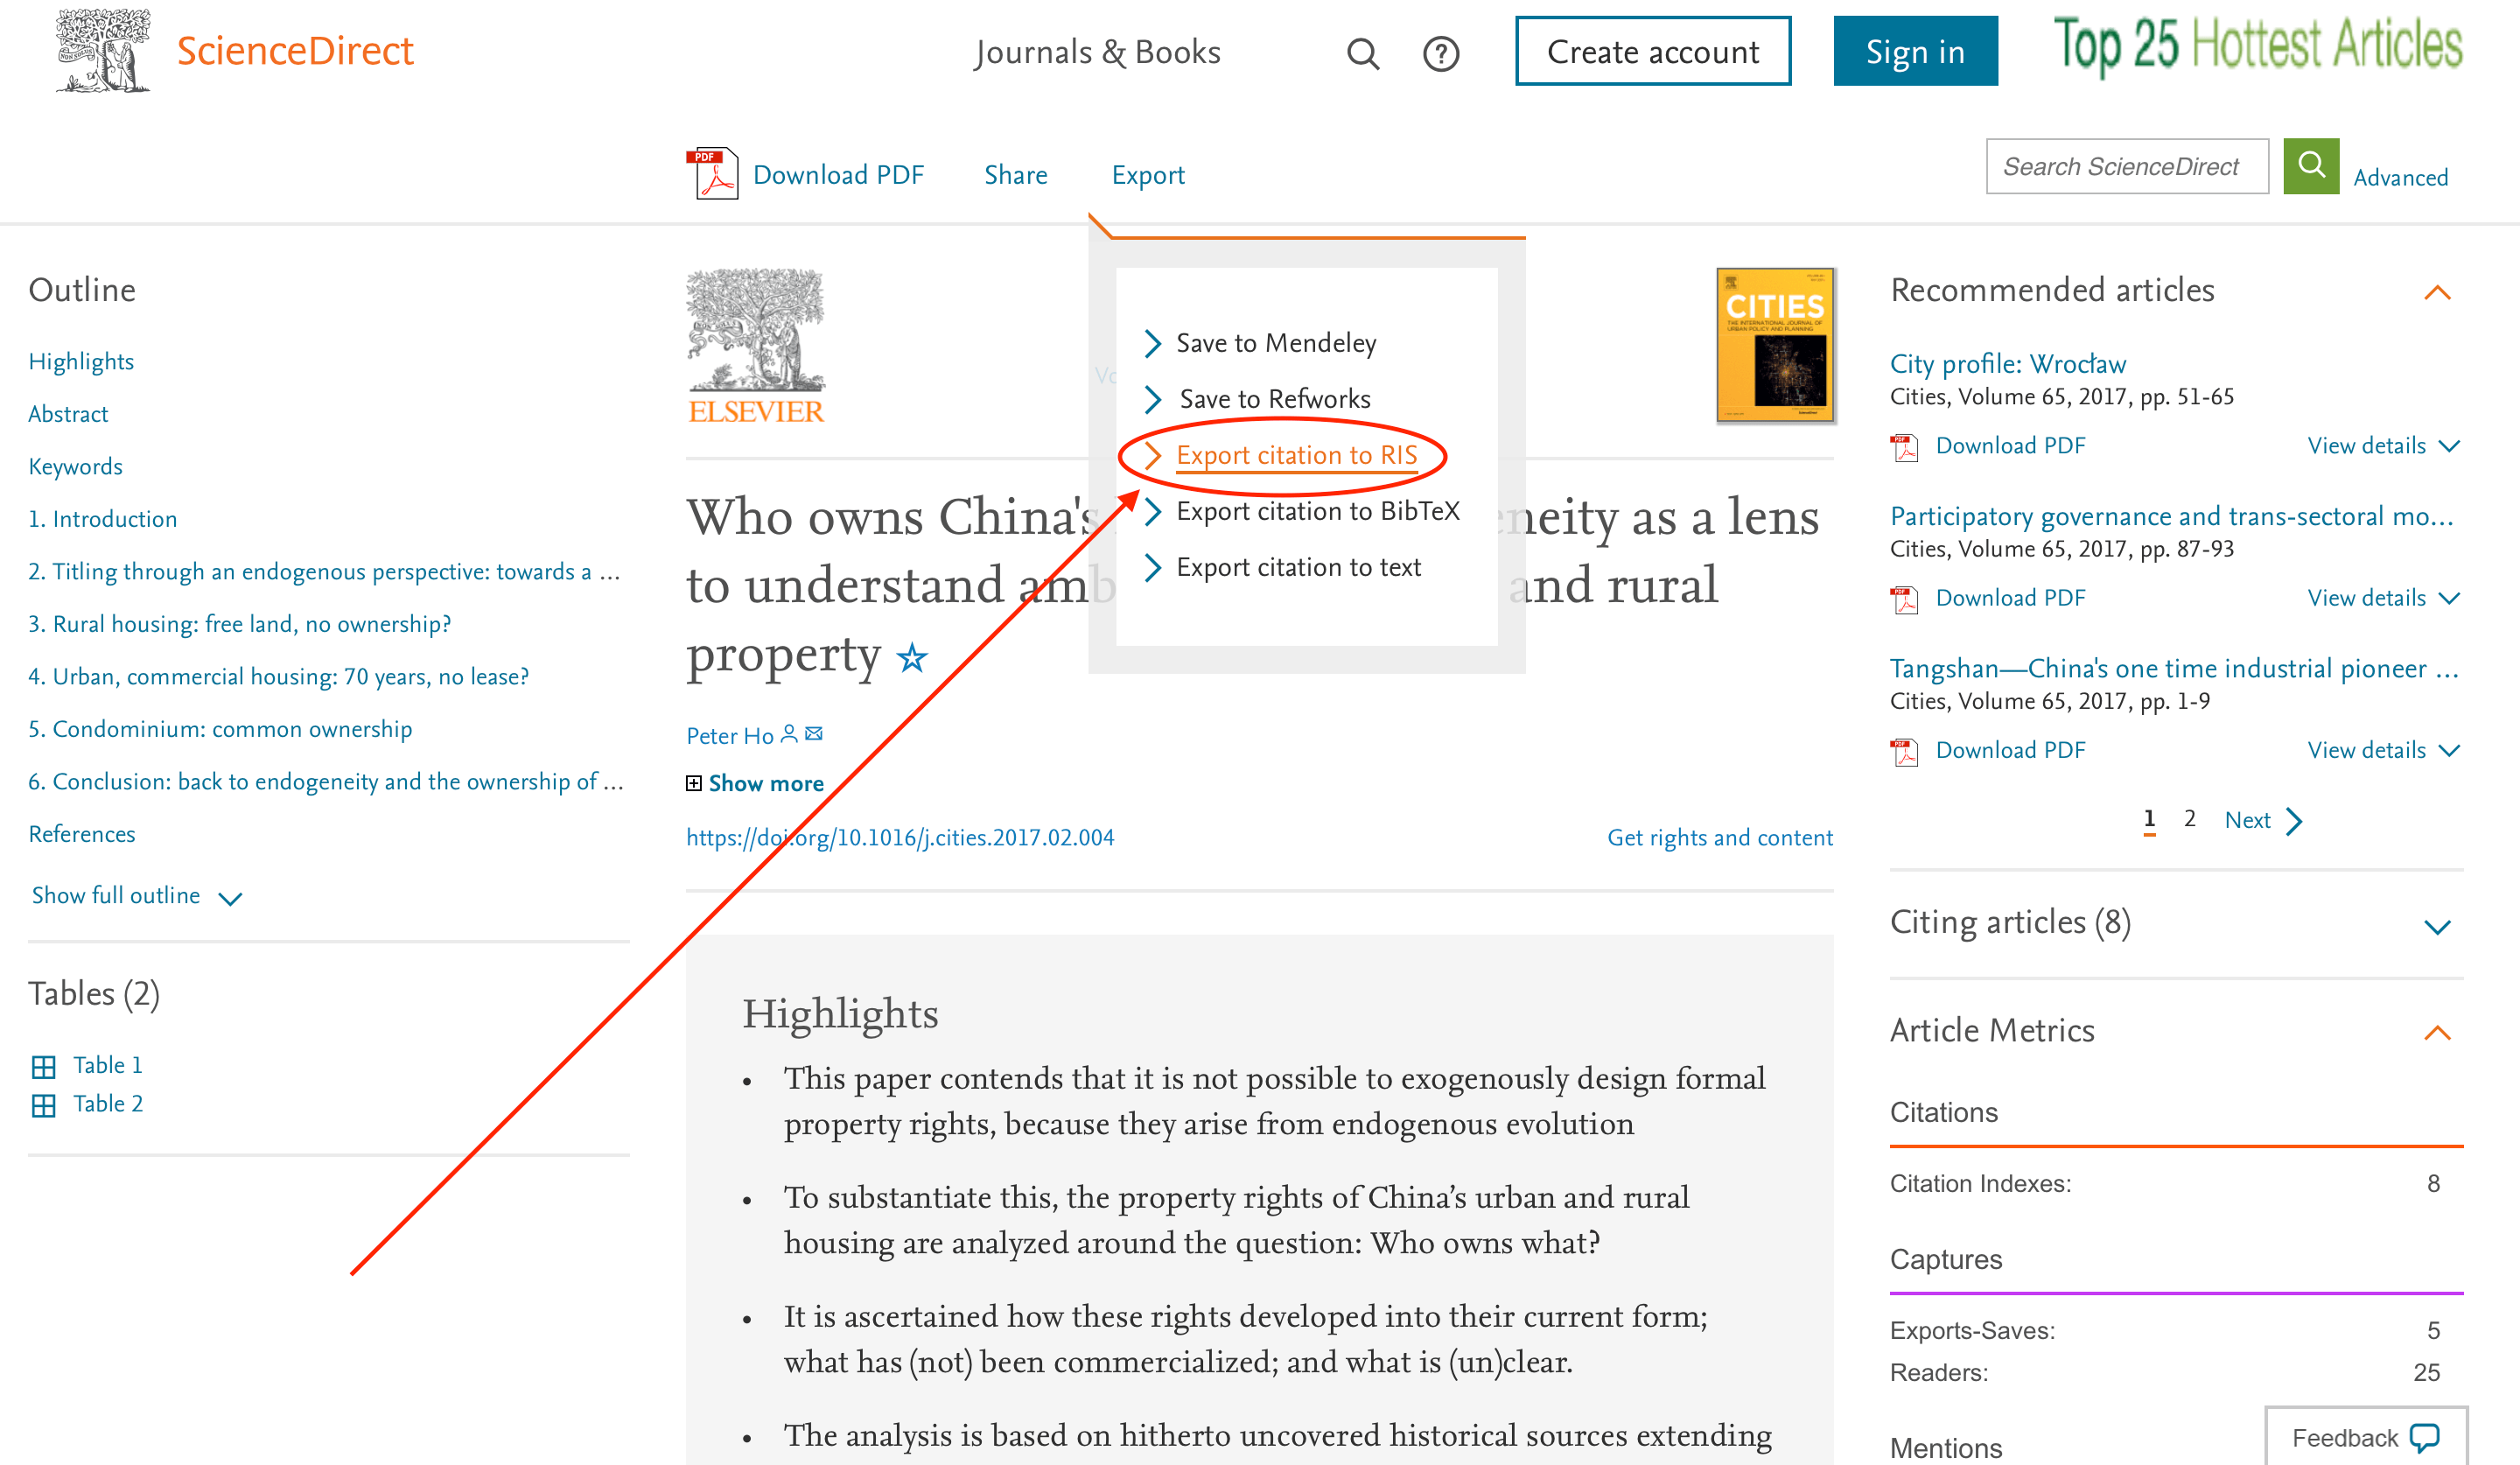 ScienceDirect
Journals & Books
Create account
Sign in
Top 25 Hottest Articles
PDF
Download PDF
Share
Export
Search ScienceDirect
Advanced
Outline
Highlights
Abstract
Keywords
1. Introduction
2. Titling through an endogenous perspective: towards a ...
3. Rural housing: free land, no ownership?
4. Urban, commercial housing: 70 years, no lease?
5. Condominium: common ownership
6. Conclusion: back to endogeneity and the ownership of ...
References
Show full outline
Tables (2)
Table 1
Table 2
ELSEVIER
Save to Mendeley
Save to Refworks
Export citation to RIS
Export citation to BibTeX
Export citation to text
CITIES
THE INTERNATIONAL JOURNAL OF
URBAN POLICY AND PLANNING
Who owns China's neity as a lens
to understand amb and rural
property
Peter Ho
Show more
https://doi.org/10.1016/j.cities.2017.02.004
Get rights and content
Highlights
• This paper contends that it is not possible to exogenously design formal
property rights, because they arise from endogenous evolution
• To substantiate this, the property rights of China’s urban and rural
housing are analyzed around the question: Who owns what?
• It is ascertained how these rights developed into their current form;
what has (not) been commercialized; and what is (un)clear.
• The analysis is based on hitherto uncovered historical sources extending
Recommended articles
City profile: Wrocław
Cities, Volume 65, 2017, pp. 51-65
Download PDF
View details
Participatory governance and trans-sectoral mo...
Cities, Volume 65, 2017, pp. 87-93
Download PDF
View details
Tangshan—China's one time industrial pioneer ...
Cities, Volume 65, 2017, pp. 1-9
Download PDF
View details
1 2 Next
Citing articles (8)
Article Metrics
Citations
Citation Indexes: 8
Captures
Exports-Saves: 5
Readers: 25
Mentions
Feedback